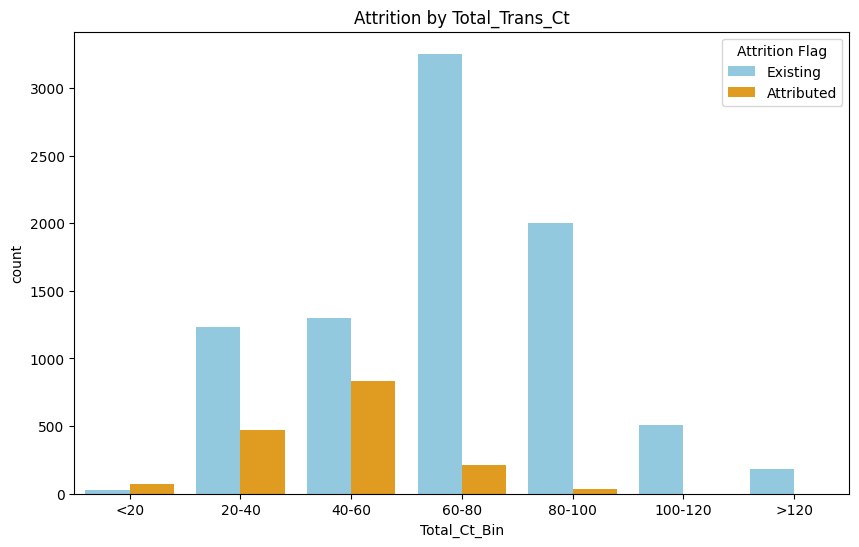 Attrition by Total_Trans_Ct
Attrition Flag
Existing
Attributed
count
3000
2500
2000
1500
1000
500
0
<20 20-40 40-60 60-80 80-100 100-120 >120
Total_Ct_Bin